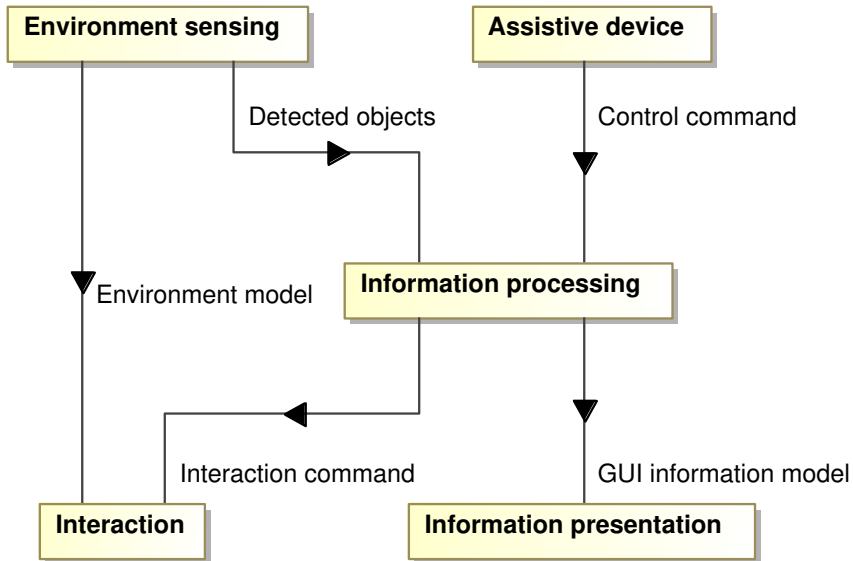 Environment sensing
Assistive device
Detected objects
Control command
Information processing
Environment model
Interaction command
GUI information model
Interaction
Information presentation